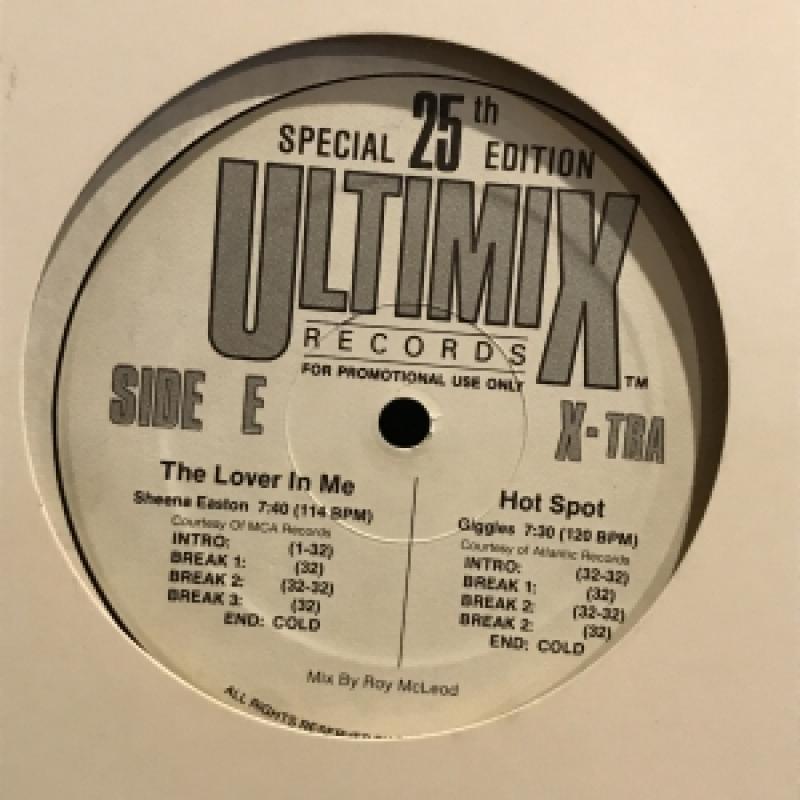 SPECIAL 25th EDITION
ULTIMIX TM
RECORDS
FOR PROMOTIONAL USE ONLY
SIDE E
X-TRA
The Lover In Me
Sheena Easton 7:40 (114 BPM)
Courtesy Of MCA Records
INTRO: (1-32)
BREAK 1: (32)
BREAK 2: (32-32)
BREAK 3: (32)
END: COLD
Hot Spot
Giggles 7:30 (120 BPM)
Courtesy of Atlantic Records
INTRO: (32-32)
BREAK 1: (32)
BREAK 2: (32-32)
BREAK 2: (32)
END: COLD
Mix By Roy McLeod
ALL RIGHTS RESERVED